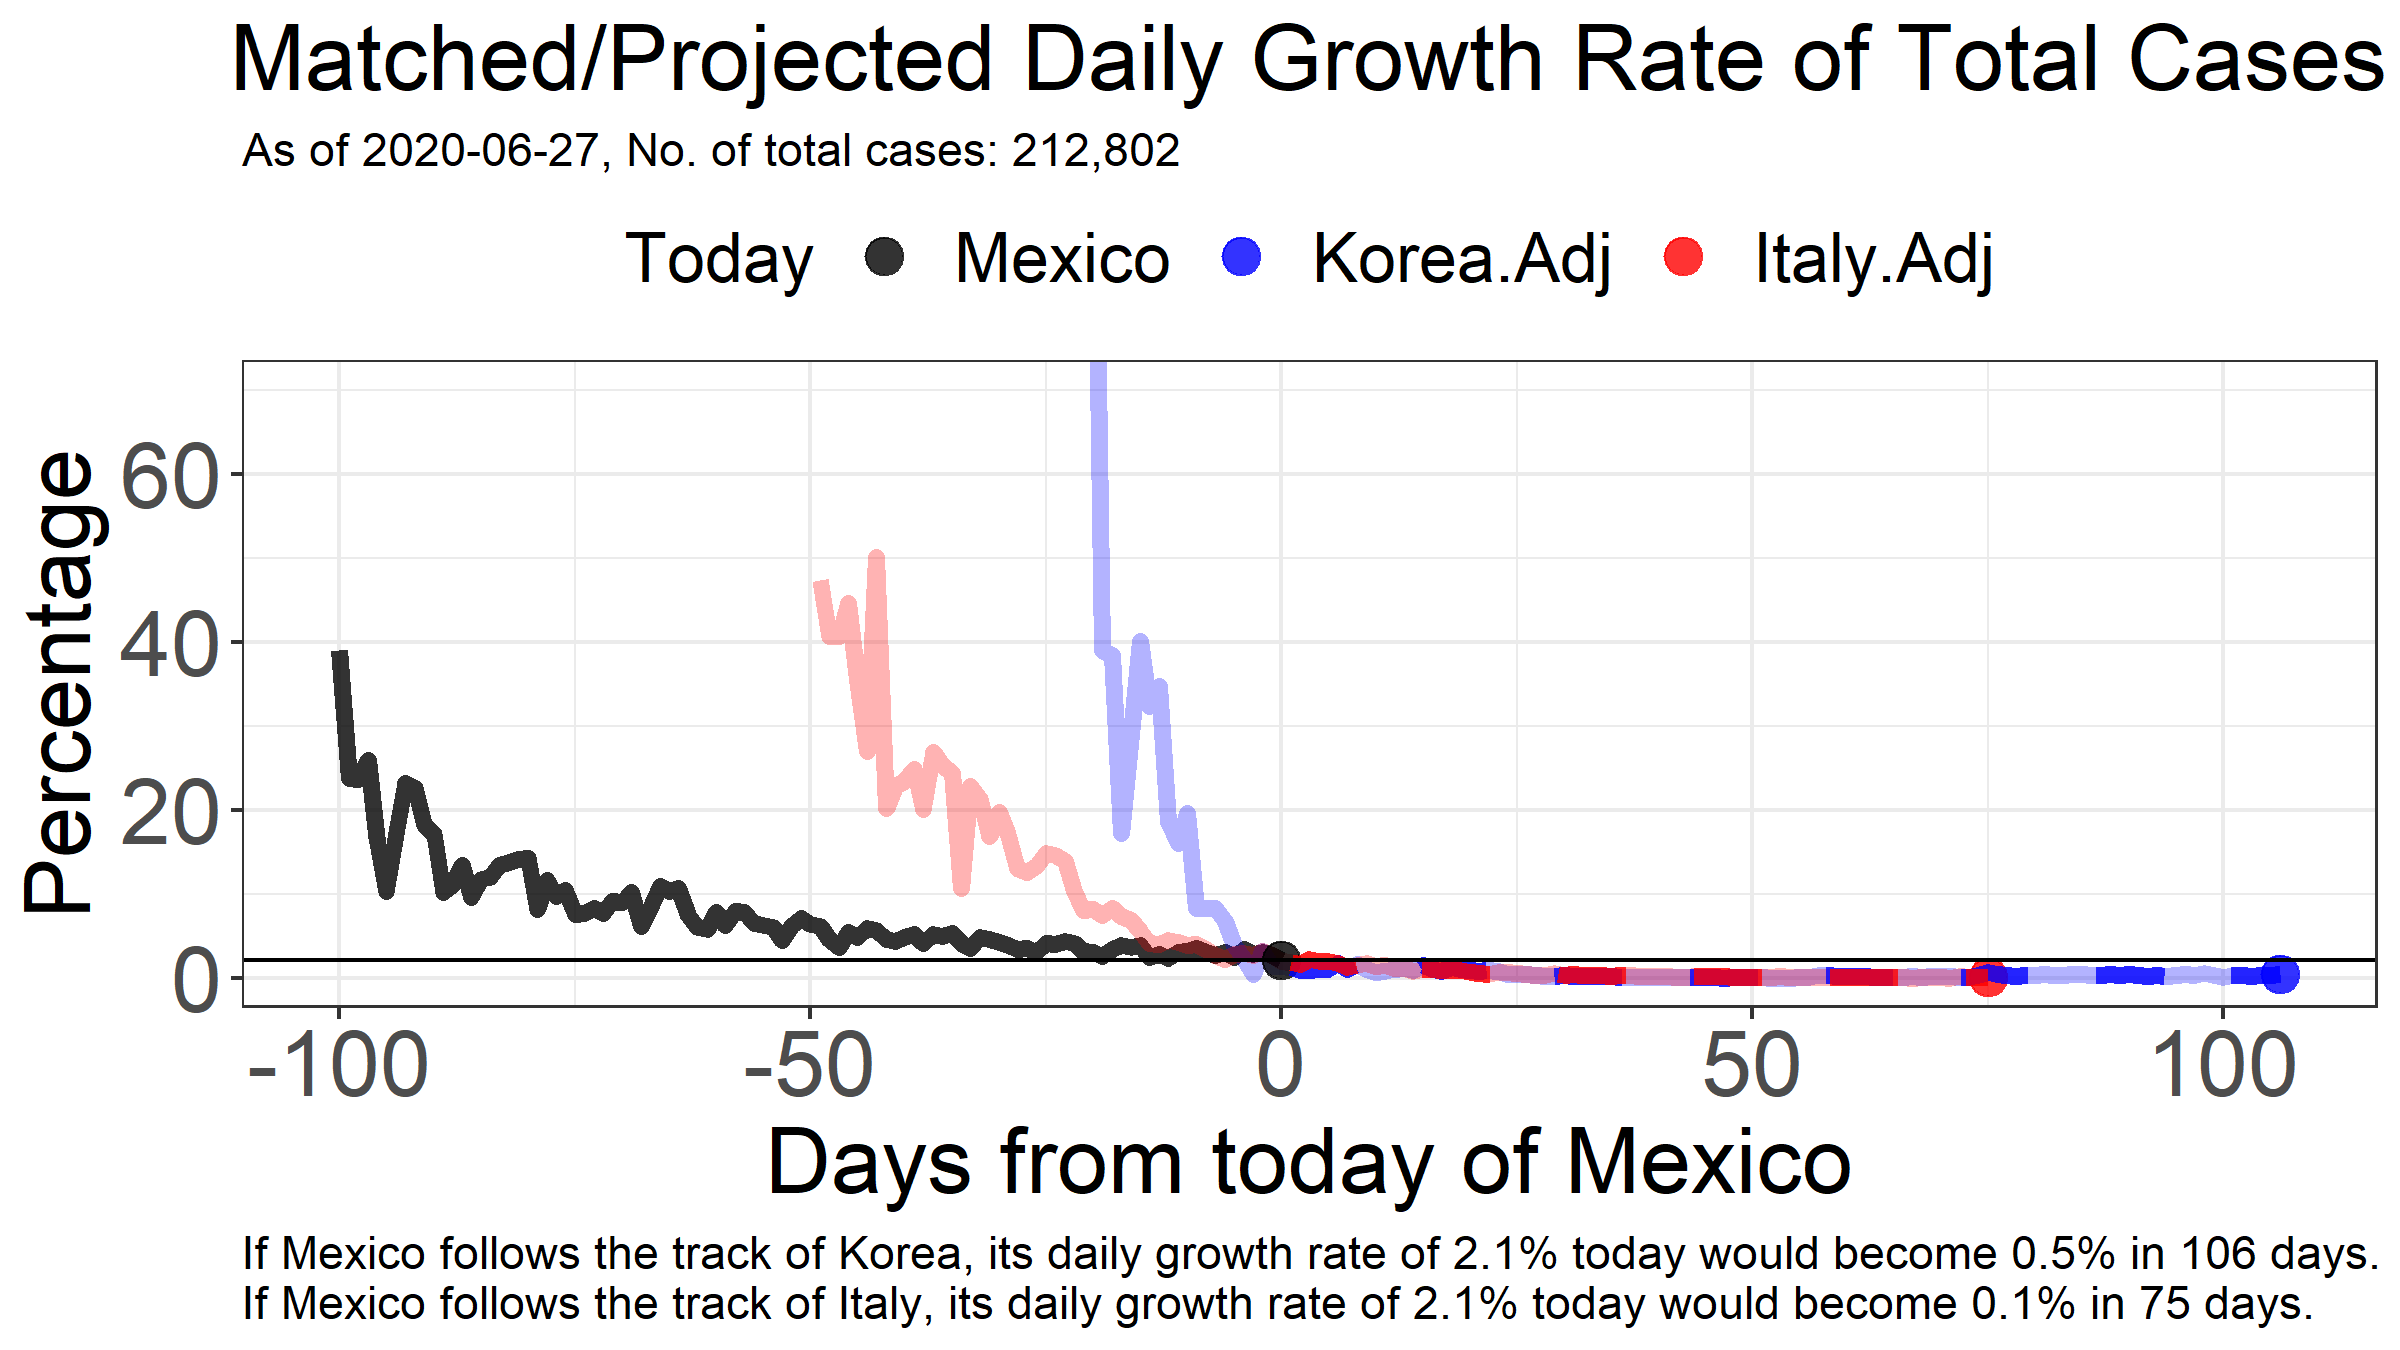 Matched/Projected Daily Growth Rate of Total Cases
As of 2020-06-27, No. of total cases: 212,802
Today Mexico Korea.Adj Italy.Adj
Percentage
60
40
20
0
-100 -50 0 50 100
Days from today of Mexico
If Mexico follows the track of Korea, its daily growth rate of 2.1% today would become 0.5% in 106 days.
If Mexico follows the track of Italy, its daily growth rate of 2.1% today would become 0.1% in 75 days.